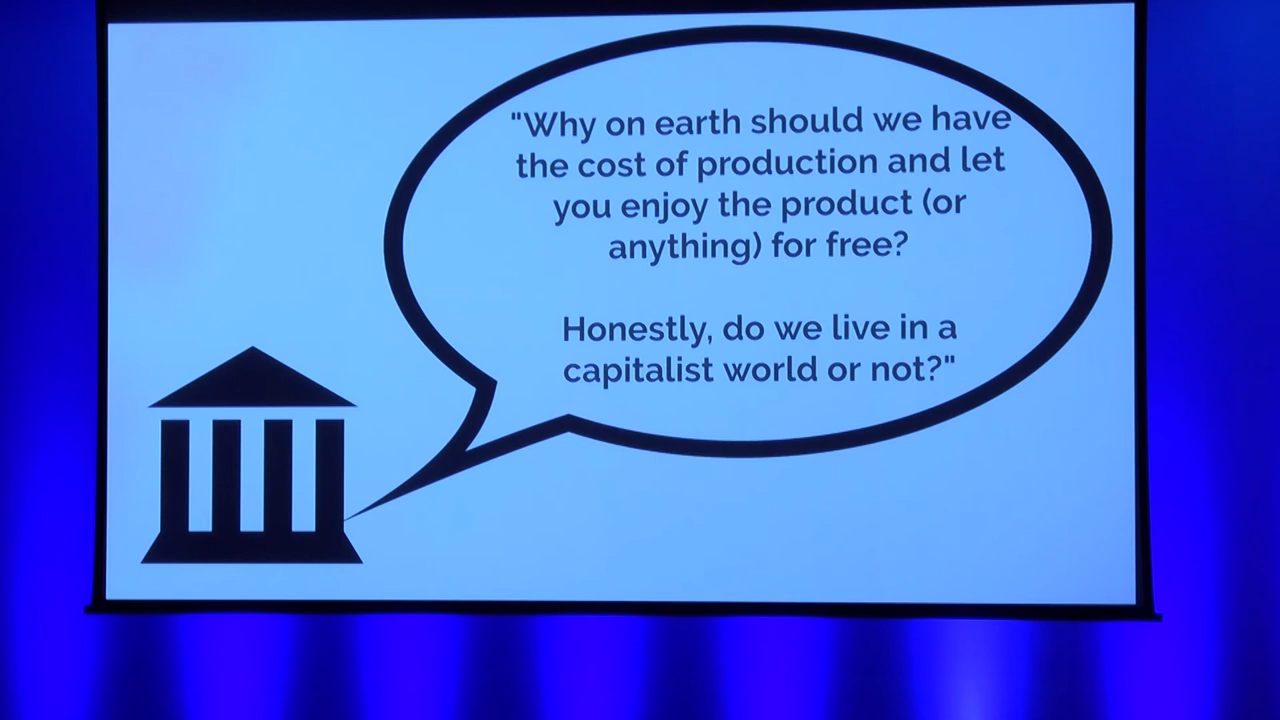 "Why on earth should we have
the cost of production and let
you enjoy the product (or
anything) for free?
Honestly, do we live in a
capitalist world or not?"